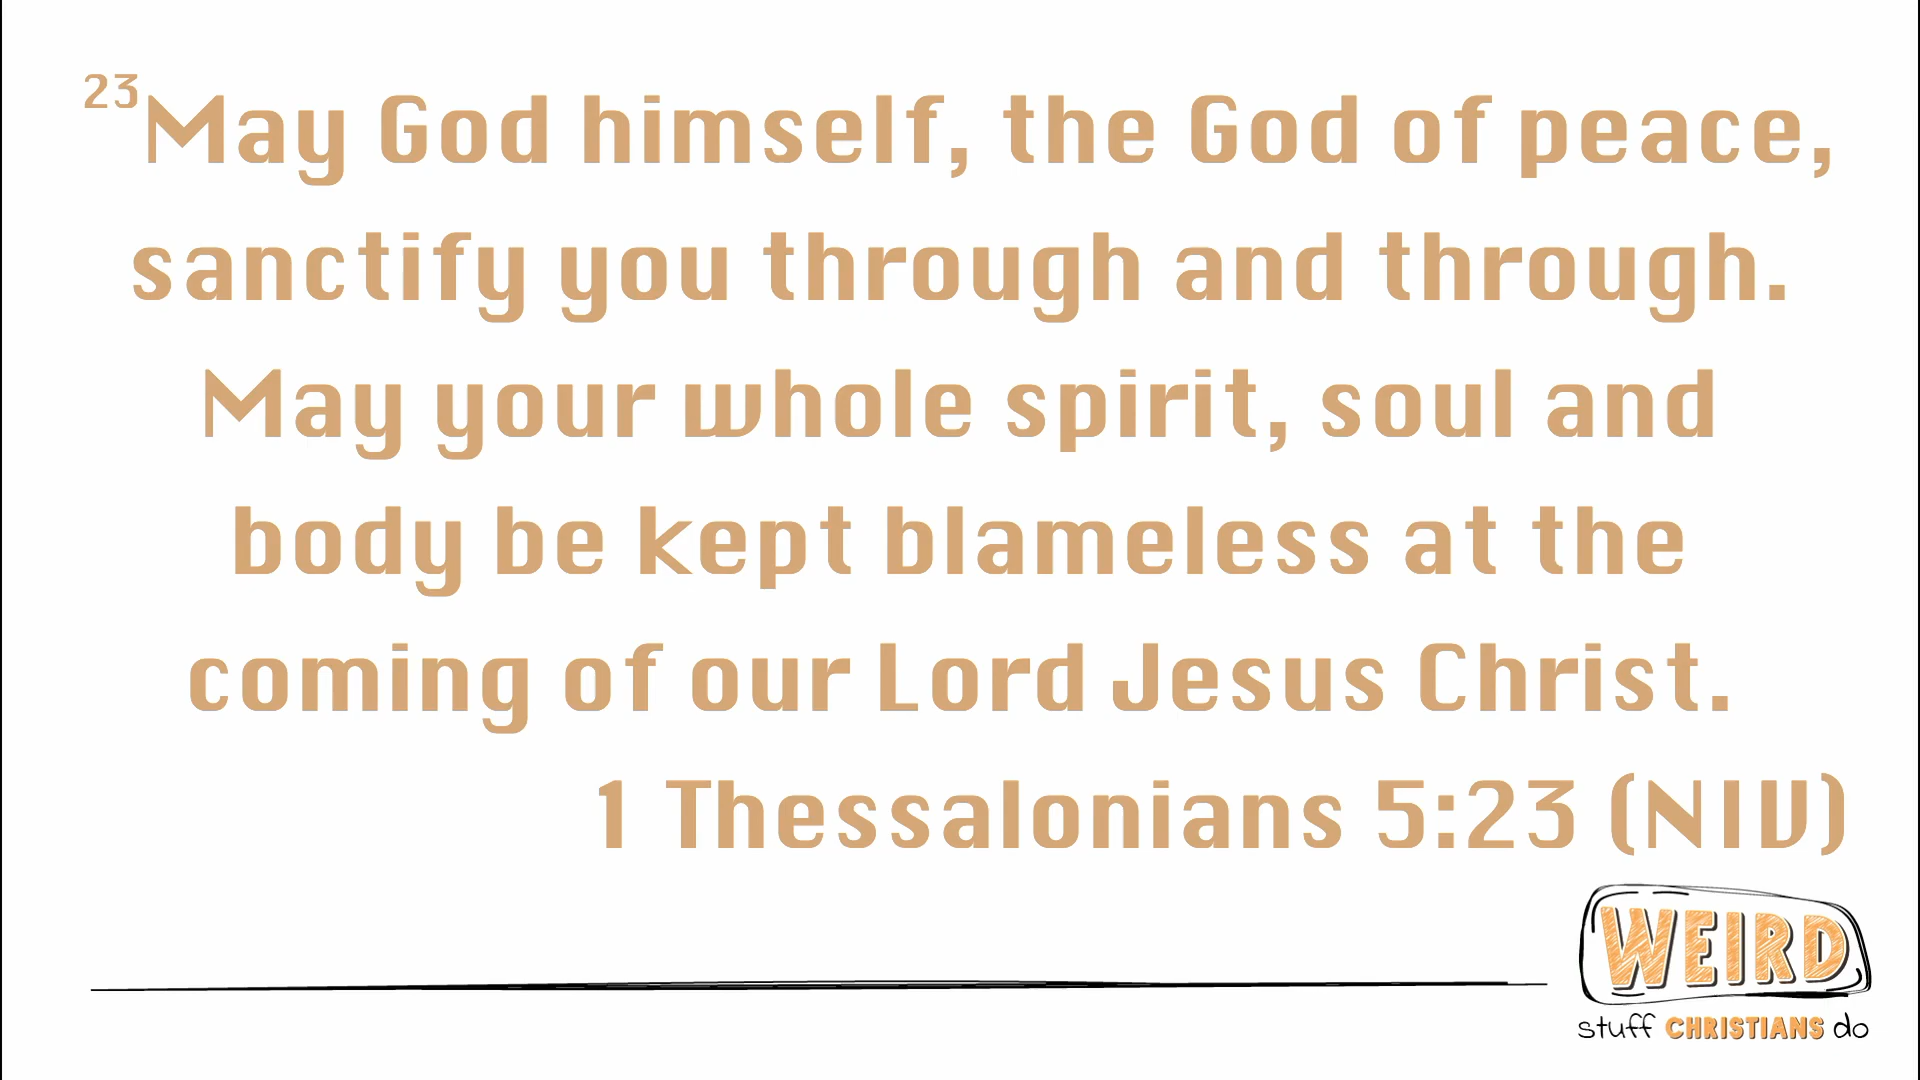 23May God himself, the God of peace,
sanctify you through and through.
May your whole spirit, soul and
body be kept blameless at the
coming of our Lord Jesus Christ.
1 Thessalonians 5:23 (NIV)
WEIRD
stuff CHRISTIANS do